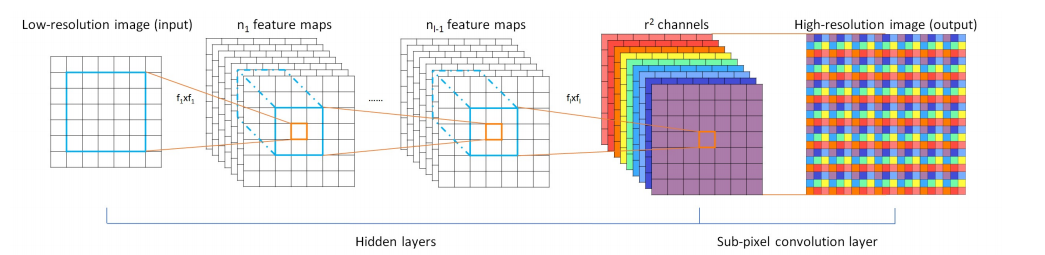 Low-resolution image (input)
n₁ feature maps
nₗ₋₁ feature maps
r² channels
High-resolution image (output)
f₁xf₁
......
fₗxfₗ
Hidden layers
Sub-pixel convolution layer